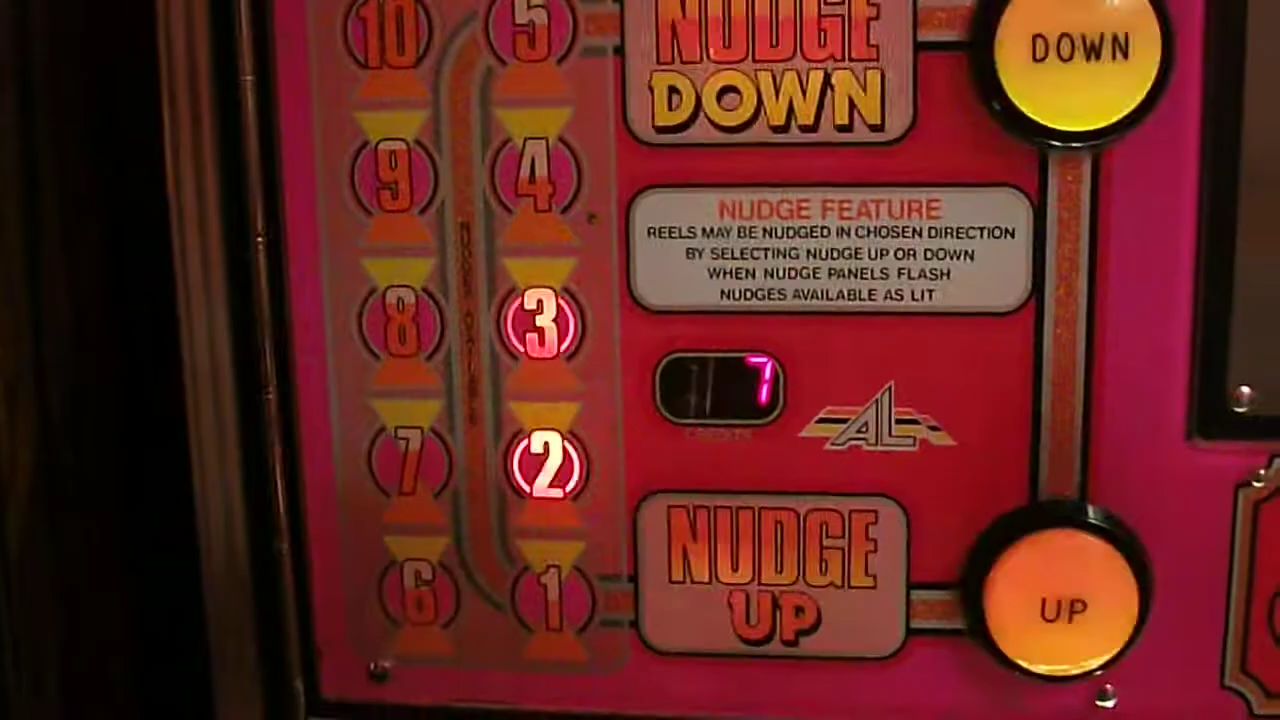 10
5
NUDGE
DOWN
DOWN
9
4
NUDGE FEATURE
REELS MAY BE NUDGED IN CHOSEN DIRECTION
BY SELECTING NUDGE UP OR DOWN
WHEN NUDGE PANELS FLASH
NUDGES AVAILABLE AS LIT
8
3
7
AL
7
2
NUDGE
UP
UP
6
1